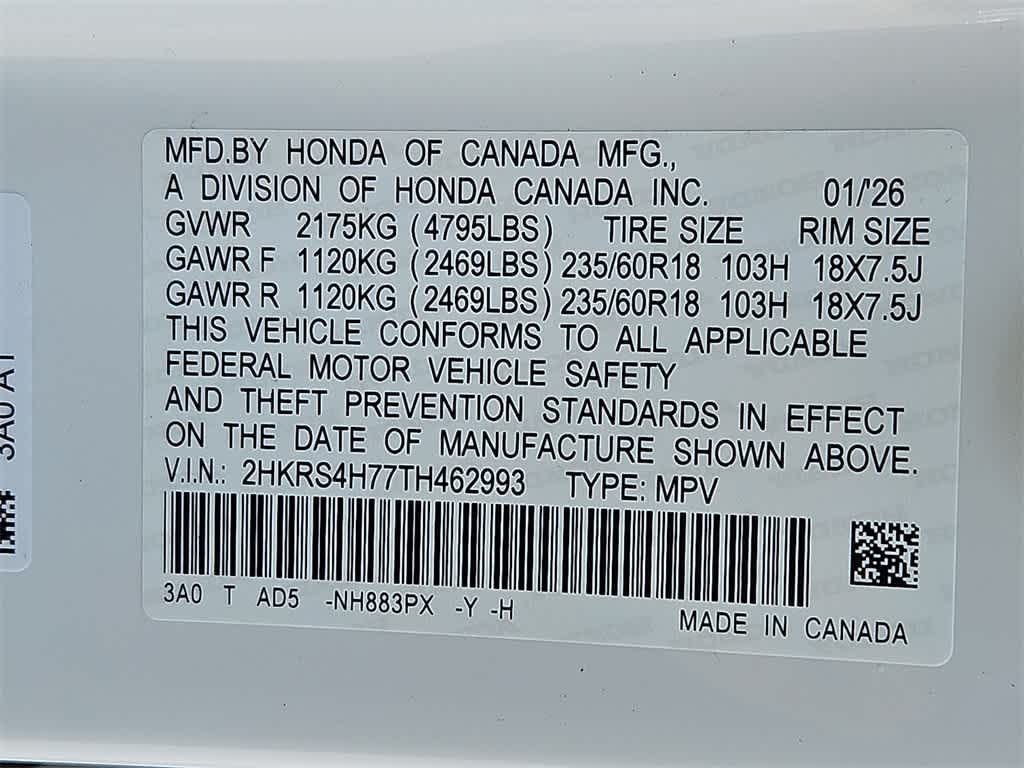 MFD.BY HONDA OF CANADA MFG.,
A DIVISION OF HONDA CANADA INC. 01/'26
GVWR 2175KG (4795LBS) TIRE SIZE RIM SIZE
GAWR F 1120KG (2469LBS) 235/60R18 103H 18X7.5J
GAWR R 1120KG (2469LBS) 235/60R18 103H 18X7.5J
THIS VEHICLE CONFORMS TO ALL APPLICABLE
FEDERAL MOTOR VEHICLE SAFETY
AND THEFT PREVENTION STANDARDS IN EFFECT
ON THE DATE OF MANUFACTURE SHOWN ABOVE.
V.I.N.: 2HKRS4H77TH462993 TYPE: MPV
3A0 T AD5 -NH883PX -Y -H
MADE IN CANADA
3A0 A1